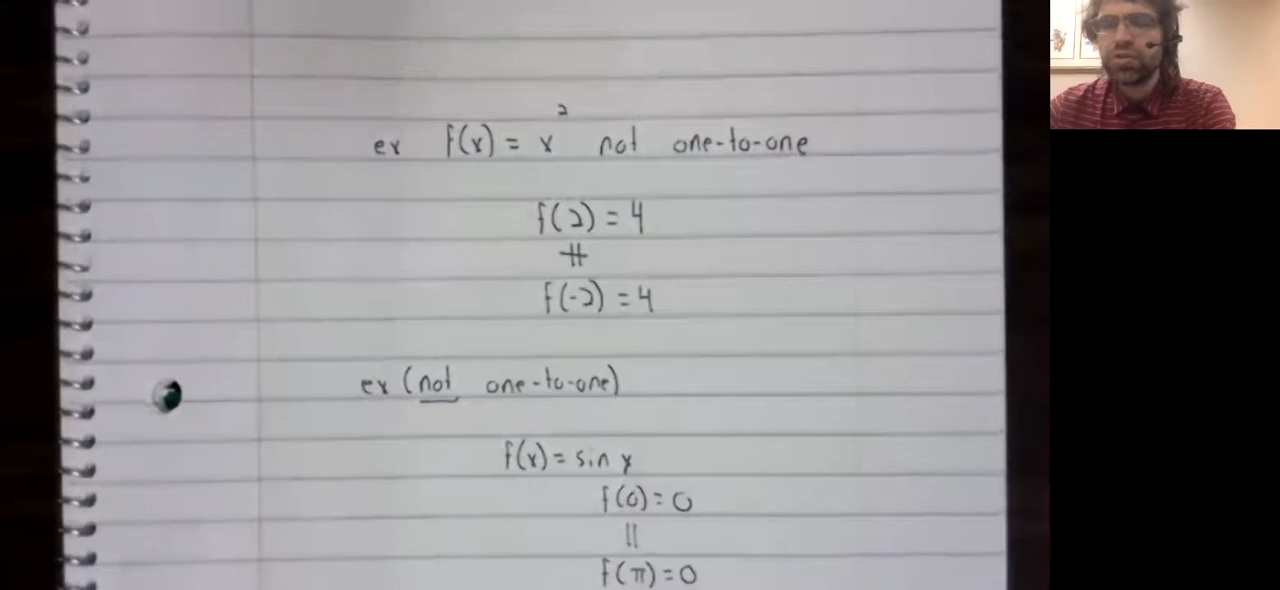 ex f(x) = x² not one-to-one
f(2) = 4
⧺
f(-2) = 4
ex (not one-to-one)
f(x) = sin x
f(0) = 0
||
f(π) = 0